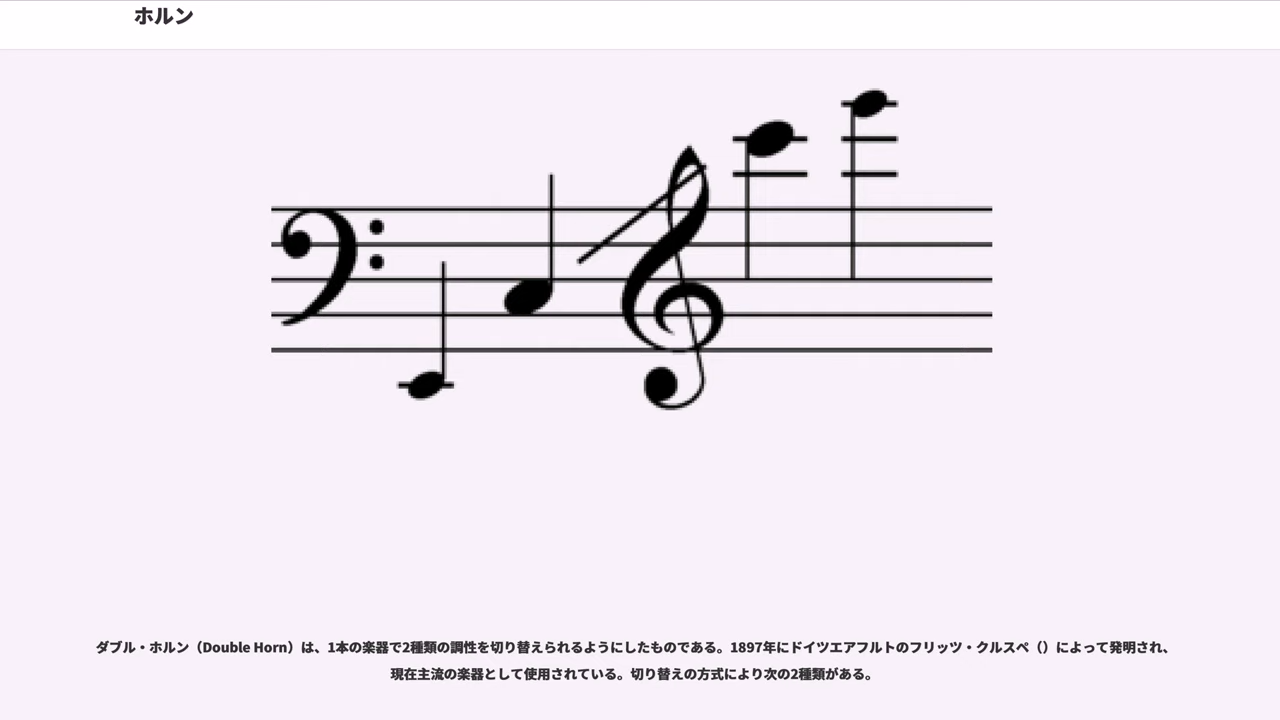 ホルン
ダブル・ホルン（Double Horn）は、1本の楽器で2種類の調性を切り替えられるようにしたものである。1897年にドイツエアフルトのフリッツ・クルスペ（）によって発明され、
現在主流の楽器として使用されている。切り替えの方式により次の2種類がある。